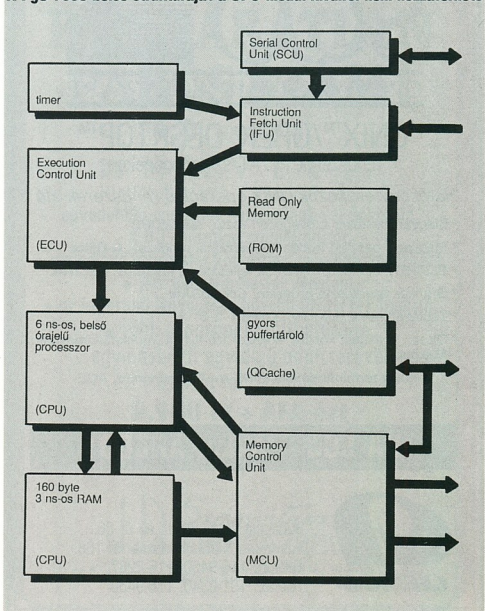 Serial Control
Unit (SCU)
timer
Instruction
Fetch Unit
(IFU)
Execution
Control Unit
(ECU)
Read Only
Memory
(ROM)
6 ns-os, belső
órajelű
processzor
(CPU)
gyors
puffertároló
(QCache)
160 byte
3 ns-os RAM
(CPU)
Memory
Control
Unit
(MCU)